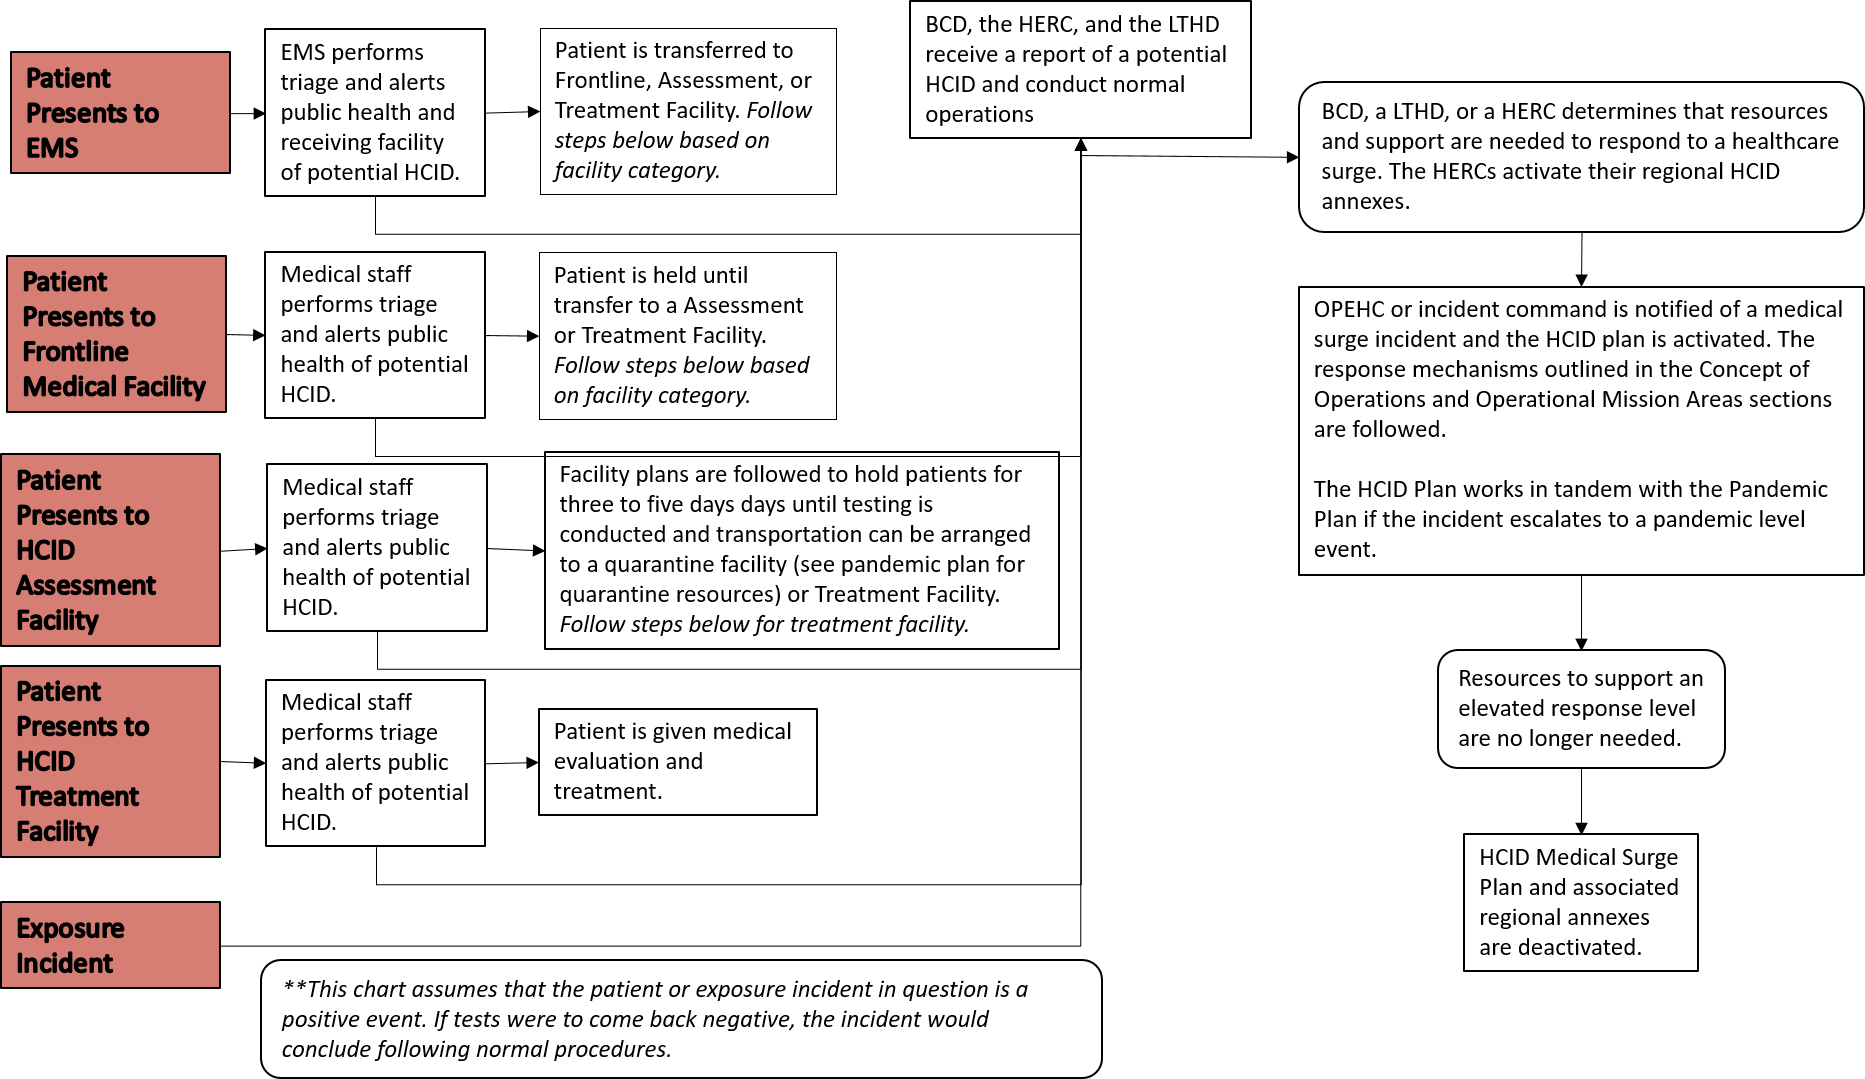 Patient
Presents to
EMS
EMS performs
triage and alerts
public health and
receiving facility
of potential HCID.
Patient is transferred to
Frontline, Assessment, or
Treatment Facility. Follow
steps below based on
facility category.
BCD, the HERC, and the LTHD
receive a report of a potential
HCID and conduct normal
operations
BCD, a LTHD, or a HERC determines that resources
and support are needed to respond to a healthcare
surge. The HERCs activate their regional HCID
annexes.
Patient
Presents to
Frontline
Medical Facility
Medical staff
performs triage
and alerts public
health of potential
HCID.
Patient is held until
transfer to a Assessment
or Treatment Facility.
Follow steps below based
on facility category.
OPEHC or incident command is notified of a medical
surge incident and the HCID plan is activated. The
response mechanisms outlined in the Concept of
Operations and Operational Mission Areas sections
are followed.
The HCID Plan works in tandem with the Pandemic
Plan if the incident escalates to a pandemic level
event.
Patient
Presents to
HCID
Assessment
Facility
Medical staff
performs triage
and alerts public
health of potential
HCID.
Facility plans are followed to hold patients for
three to five days days until testing is
conducted and transportation can be arranged
to a quarantine facility (see pandemic plan for
quarantine resources) or Treatment Facility.
Follow steps below for treatment facility.
Patient
Presents to
HCID
Treatment
Facility
Medical staff
performs triage
and alerts public
health of potential
HCID.
Patient is given medical
evaluation and
treatment.
Resources to support an
elevated response level
are no longer needed.
HCID Medical Surge
Plan and associated
regional annexes
are deactivated.
Exposure
Incident
**This chart assumes that the patient or exposure incident in question is a
positive event. If tests were to come back negative, the incident would
conclude following normal procedures.